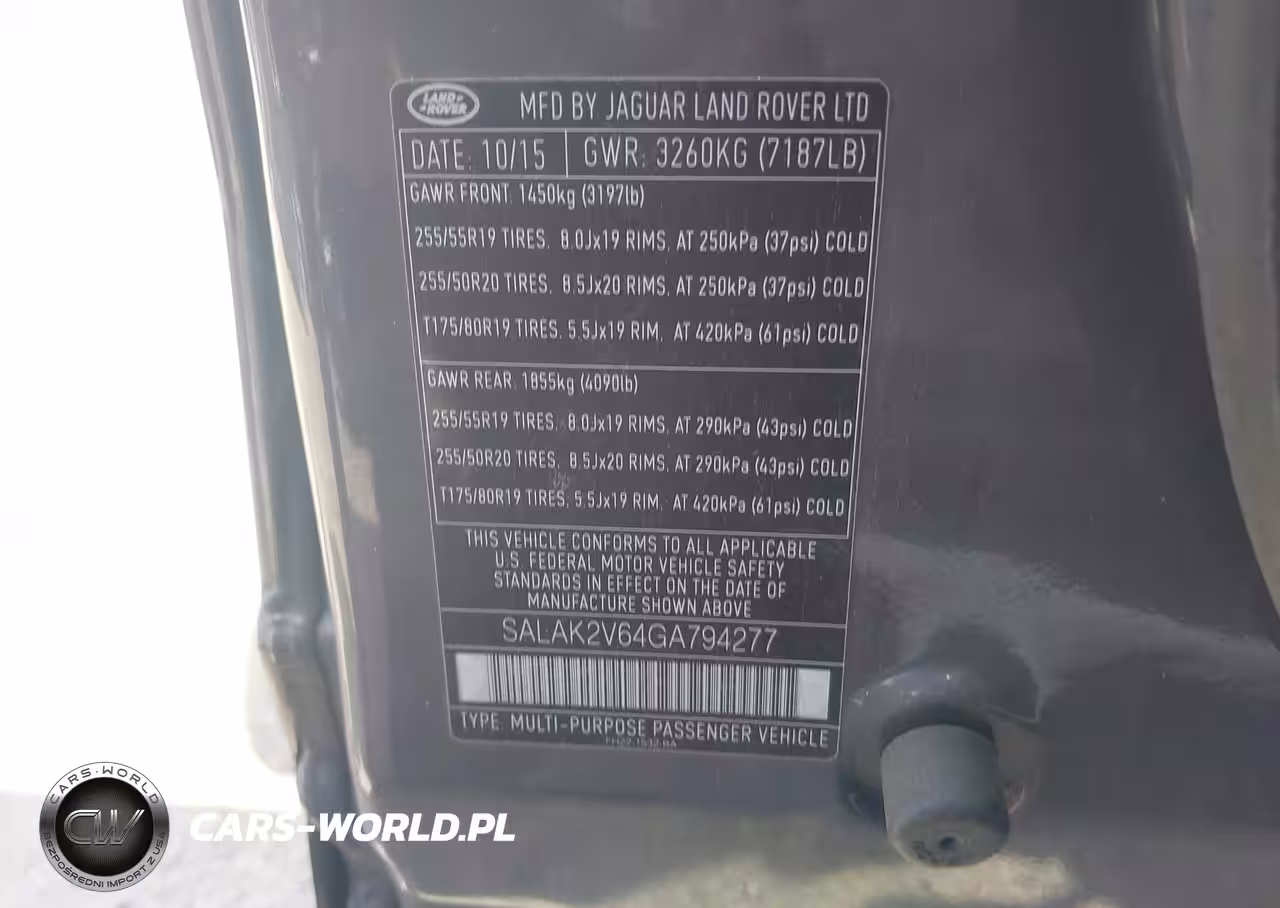 LAND-
-ROVER
MFD BY JAGUAR LAND ROVER LTD
DATE: 10/15 GWR: 3260KG (7187LB)
GAWR FRONT: 1450kg (3197lb)
255/55R19 TIRES, 8.0Jx19 RIMS, AT 250kPa (37psi) COLD
255/50R20 TIRES, 8.5Jx20 RIMS, AT 250kPa (37psi) COLD
T175/80R19 TIRES, 5.5Jx19 RIM, AT 420kPa (61psi) COLD
GAWR REAR: 1855kg (4090lb)
255/55R19 TIRES, 8.0Jx19 RIMS, AT 290kPa (43psi) COLD
255/50R20 TIRES, 8.5Jx20 RIMS, AT 290kPa (43psi) COLD
T175/80R19 TIRES, 5.5Jx19 RIM, AT 420kPa (61psi) COLD
THIS VEHICLE CONFORMS TO ALL APPLICABLE
U.S. FEDERAL MOTOR VEHICLE SAFETY
STANDARDS IN EFFECT ON THE DATE OF
MANUFACTURE SHOWN ABOVE
SALAK2V64GA794277
TYPE: MULTI-PURPOSE PASSENGER VEHICLE
CARS-WORLD
CW
BEZPOŚREDNI IMPORT Z USA
CARS-WORLD.PL